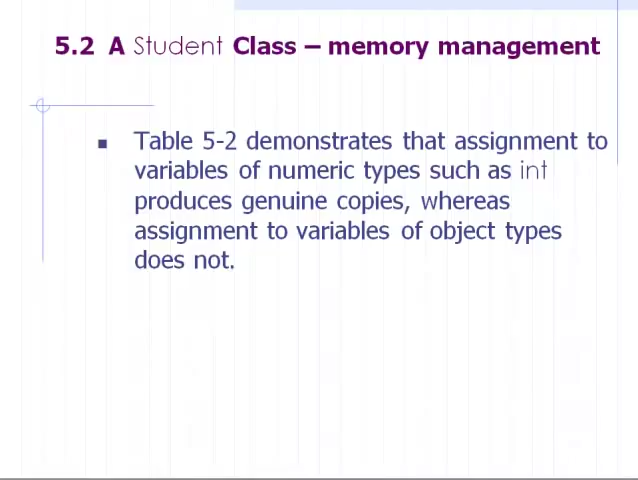 5.2 A Student Class – memory management
Table 5-2 demonstrates that assignment to
variables of numeric types such as int
produces genuine copies, whereas
assignment to variables of object types
does not.